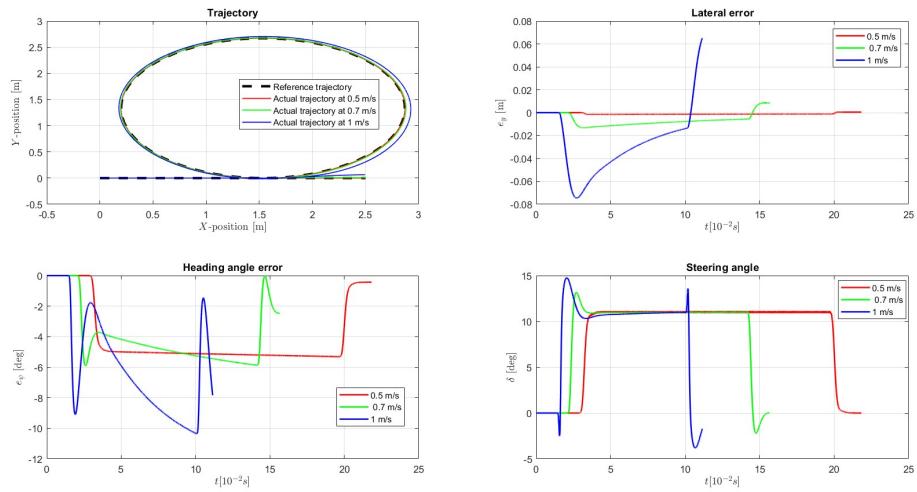 Trajectory
3
2.5
2
1.5
1
0.5
0
-0.5
Y-position [m]
-0.5
0
0.5
1
1.5
2
2.5
3
X-position [m]
Reference trajectory
Actual trajectory at 0.5 m/s
Actual trajectory at 0.7 m/s
Actual trajectory at 1 m/s
Lateral error
0.08
0.06
0.04
0.02
0
-0.02
-0.04
-0.06
-0.08
e_y [m]
0
5
10
15
20
25
t[10^{-2}s]
0.5 m/s
0.7 m/s
1 m/s
Heading angle error
0
-2
-4
-6
-8
-10
-12
e_ψ [deg]
0
5
10
15
20
25
t[10^{-2}s]
0.5 m/s
0.7 m/s
1 m/s
Steering angle
15
10
5
0
-5
δ [deg]
0
5
10
15
20
25
t[10^{-2}s]
0.5 m/s
0.7 m/s
1 m/s